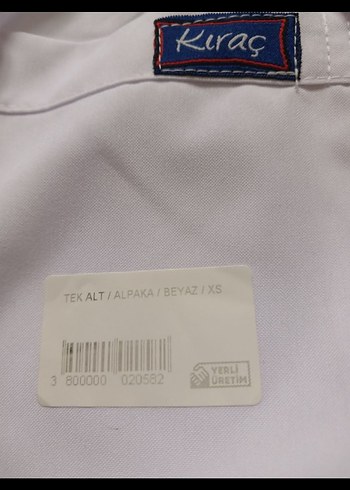 Kıraç
TEK ALT / ALPAKA / BEYAZ / XS
3 800000 020582
YERLİ
ÜRETİM